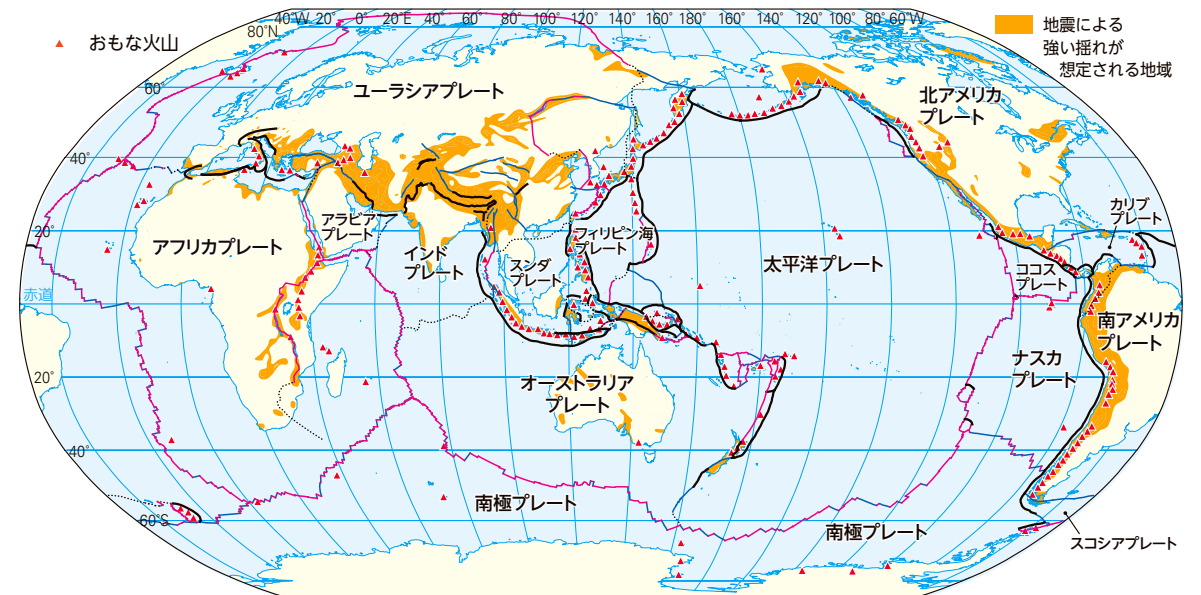 40°W 20° 0° 20°E 40° 60° 80° 100° 120° 140° 160° 180° 160° 140° 120° 100° 80° 60°W
80°N
おもな火山
地震による
強い揺れが
想定される地域
60°
ユーラシアプレート
北アメリカ
プレート
40°
カリブ
プレート
アラビア
プレート
20°
アフリカプレート
インド
プレート
フィリピン海
プレート
スンダ
プレート
太平洋プレート
ココス
プレート
赤道
南アメリカ
プレート
ナスカ
プレート
20°
オーストラリア
プレート
40°
南極プレート
60°S
南極プレート
スコシアプレート